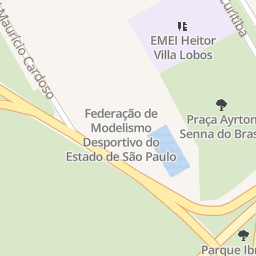 Curitiba
EMEI Heitor
Villa Lobos
Maurício Cardoso
Federação de
Modelismo
Desportivo do
Estado de São Paulo
Praça Ayrton
Senna do Bras
Parque Ibi